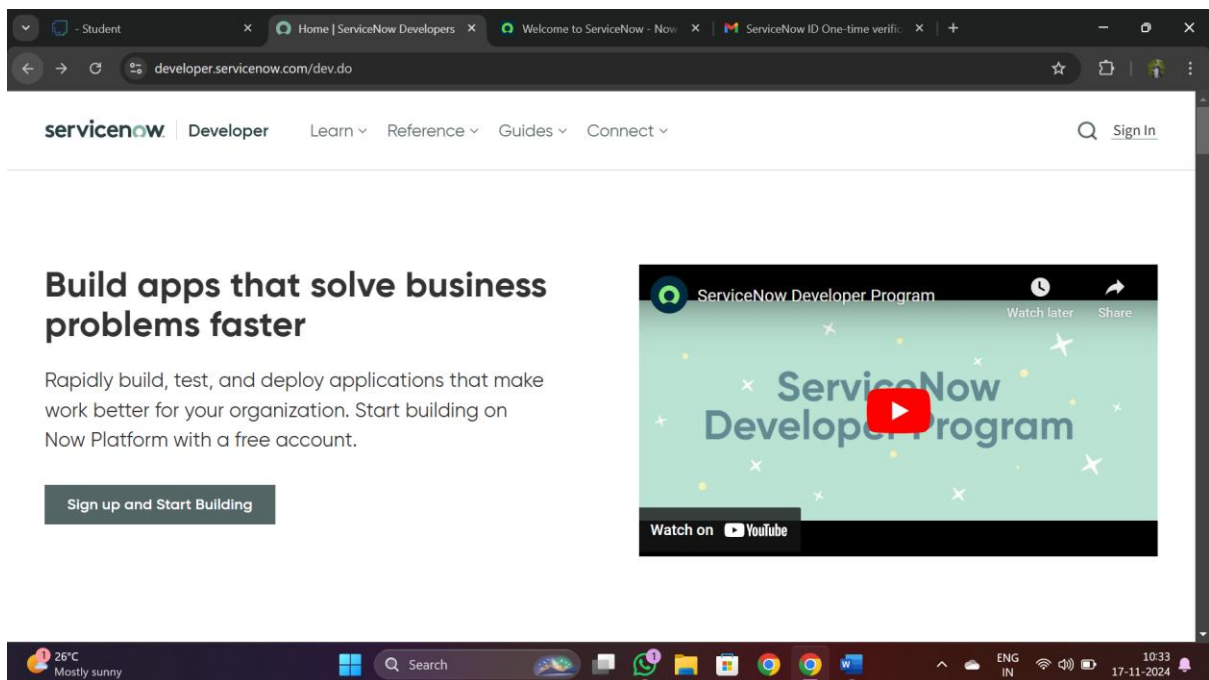 - Student
Home | ServiceNow Developers
Welcome to ServiceNow - Now
ServiceNow ID One-time verific
developer.servicenow.com/dev.do
servicenow
Developer
Learn
Reference
Guides
Connect
Sign In
Build apps that solve business
problems faster
Rapidly build, test, and deploy applications that make
work better for your organization. Start building on
Now Platform with a free account.
Sign up and Start Building
ServiceNow Developer Program
Watch later
Share
ServiceNow
Developer Program
Watch on YouTube
1
26°C
Mostly sunny
Search
1
ENG
IN
10:33
17-11-2024